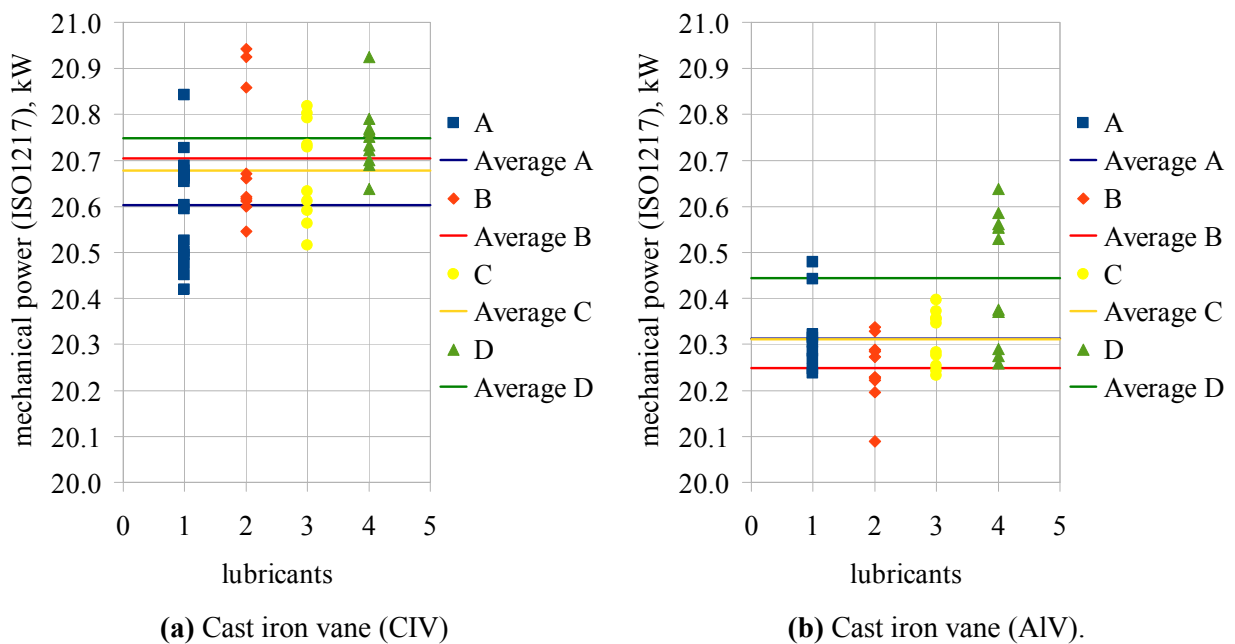 mechanical power (ISO1217), kW
21.0
20.9
20.8
20.7
20.6
20.5
20.4
20.3
20.2
20.1
20.0
0 1 2 3 4 5
lubricants
A
Average A
B
Average B
C
Average C
D
Average D
(a) Cast iron vane (CIV)
mechanical power (ISO1217), kW
21.0
20.9
20.8
20.7
20.6
20.5
20.4
20.3
20.2
20.1
20.0
0 1 2 3 4 5
lubricants
A
Average A
B
Average B
C
Average C
D
Average D
(b) Cast iron vane (AlV).